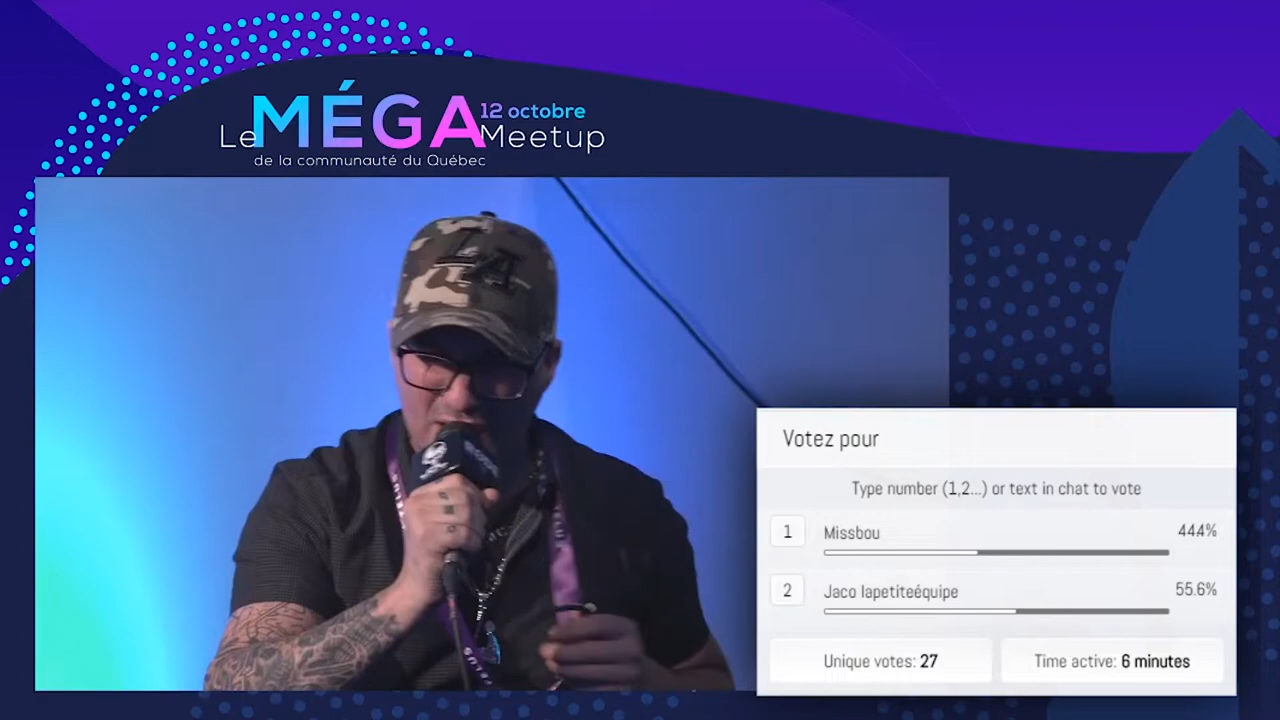 12 octobre
Le MÉGA Meetup
de la communauté du Québec
LA
Votez pour
Type number (1,2...) or text in chat to vote
1 Missbou 444%
2 Jaco lapetiteéquipe 55.6%
Unique votes: 27 Time active: 6 minutes